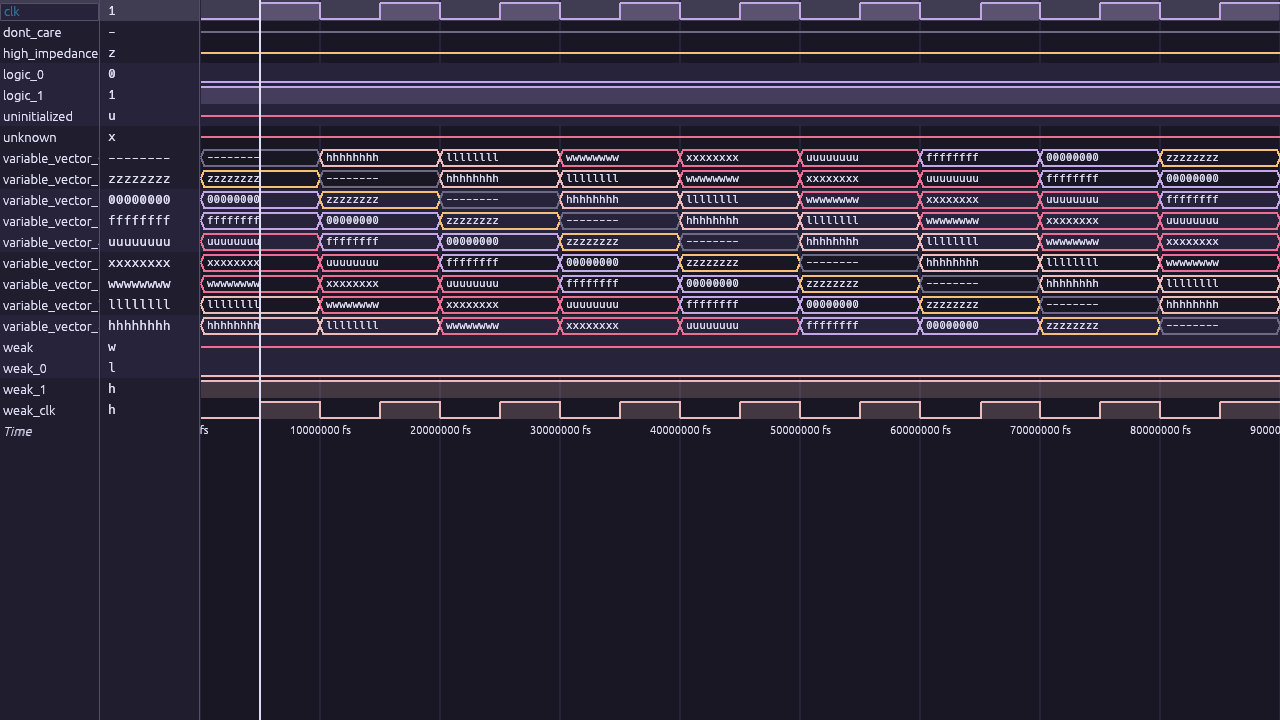 clk 1
dont_care –
high_impedance z
logic_0 0
logic_1 1
uninitialized u
unknown x
variable_vector_ -------- -------- hhhhhhhh llllllll wwwwwwww xxxxxxxx uuuuuuuu ffffffff 00000000 zzzzzzzz
variable_vector_ zzzzzzzz zzzzzzzz -------- hhhhhhhh llllllll wwwwwwww xxxxxxxx uuuuuuuu ffffffff 00000000
variable_vector_ 00000000 00000000 zzzzzzzz -------- hhhhhhhh llllllll wwwwwwww xxxxxxxx uuuuuuuu ffffffff
variable_vector_ ffffffff ffffffff 00000000 zzzzzzzz -------- hhhhhhhh llllllll wwwwwwww xxxxxxxx uuuuuuuu
variable_vector_ uuuuuuuu uuuuuuuu ffffffff 00000000 zzzzzzzz -------- hhhhhhhh llllllll wwwwwwww xxxxxxxx
variable_vector_ xxxxxxxx xxxxxxxx uuuuuuuu ffffffff 00000000 zzzzzzzz -------- hhhhhhhh llllllll wwwwwwww
variable_vector_ wwwwwwww wwwwwwww xxxxxxxx uuuuuuuu ffffffff 00000000 zzzzzzzz -------- hhhhhhhh llllllll
variable_vector_ llllllll llllllll wwwwwwww xxxxxxxx uuuuuuuu ffffffff 00000000 zzzzzzzz -------- hhhhhhhh
variable_vector_ hhhhhhhh hhhhhhhh llllllll wwwwwwww xxxxxxxx uuuuuuuu ffffffff 00000000 zzzzzzzz --------
weak w
weak_0 l
weak_1 h
weak_clk h
Time fs 10000000 fs 20000000 fs 30000000 fs 40000000 fs 50000000 fs 60000000 fs 70000000 fs 80000000 fs 90000